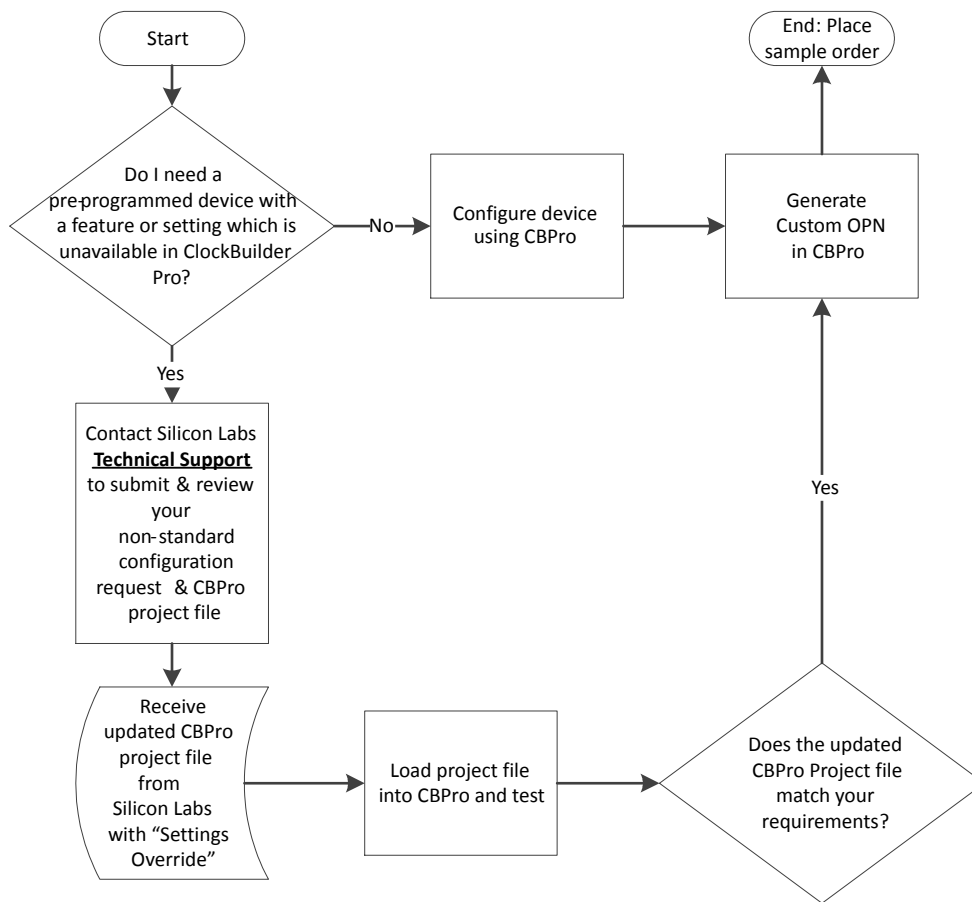 Start
End: Place
sample order
Do I need a
pre-programmed device with
a feature or setting which is
unavailable in ClockBuilder
Pro?
No
Configure device
using CBPro
Generate
Custom OPN
in CBPro
Yes
Contact Silicon Labs
Technical Support
to submit & review
your
non-standard
configuration
request & CBPro
project file
Yes
Receive
updated CBPro
project file
from
Silicon Labs
with “Settings
Override”
Load project file
into CBPro and test
Does the updated
CBPro Project file
match your
requirements?